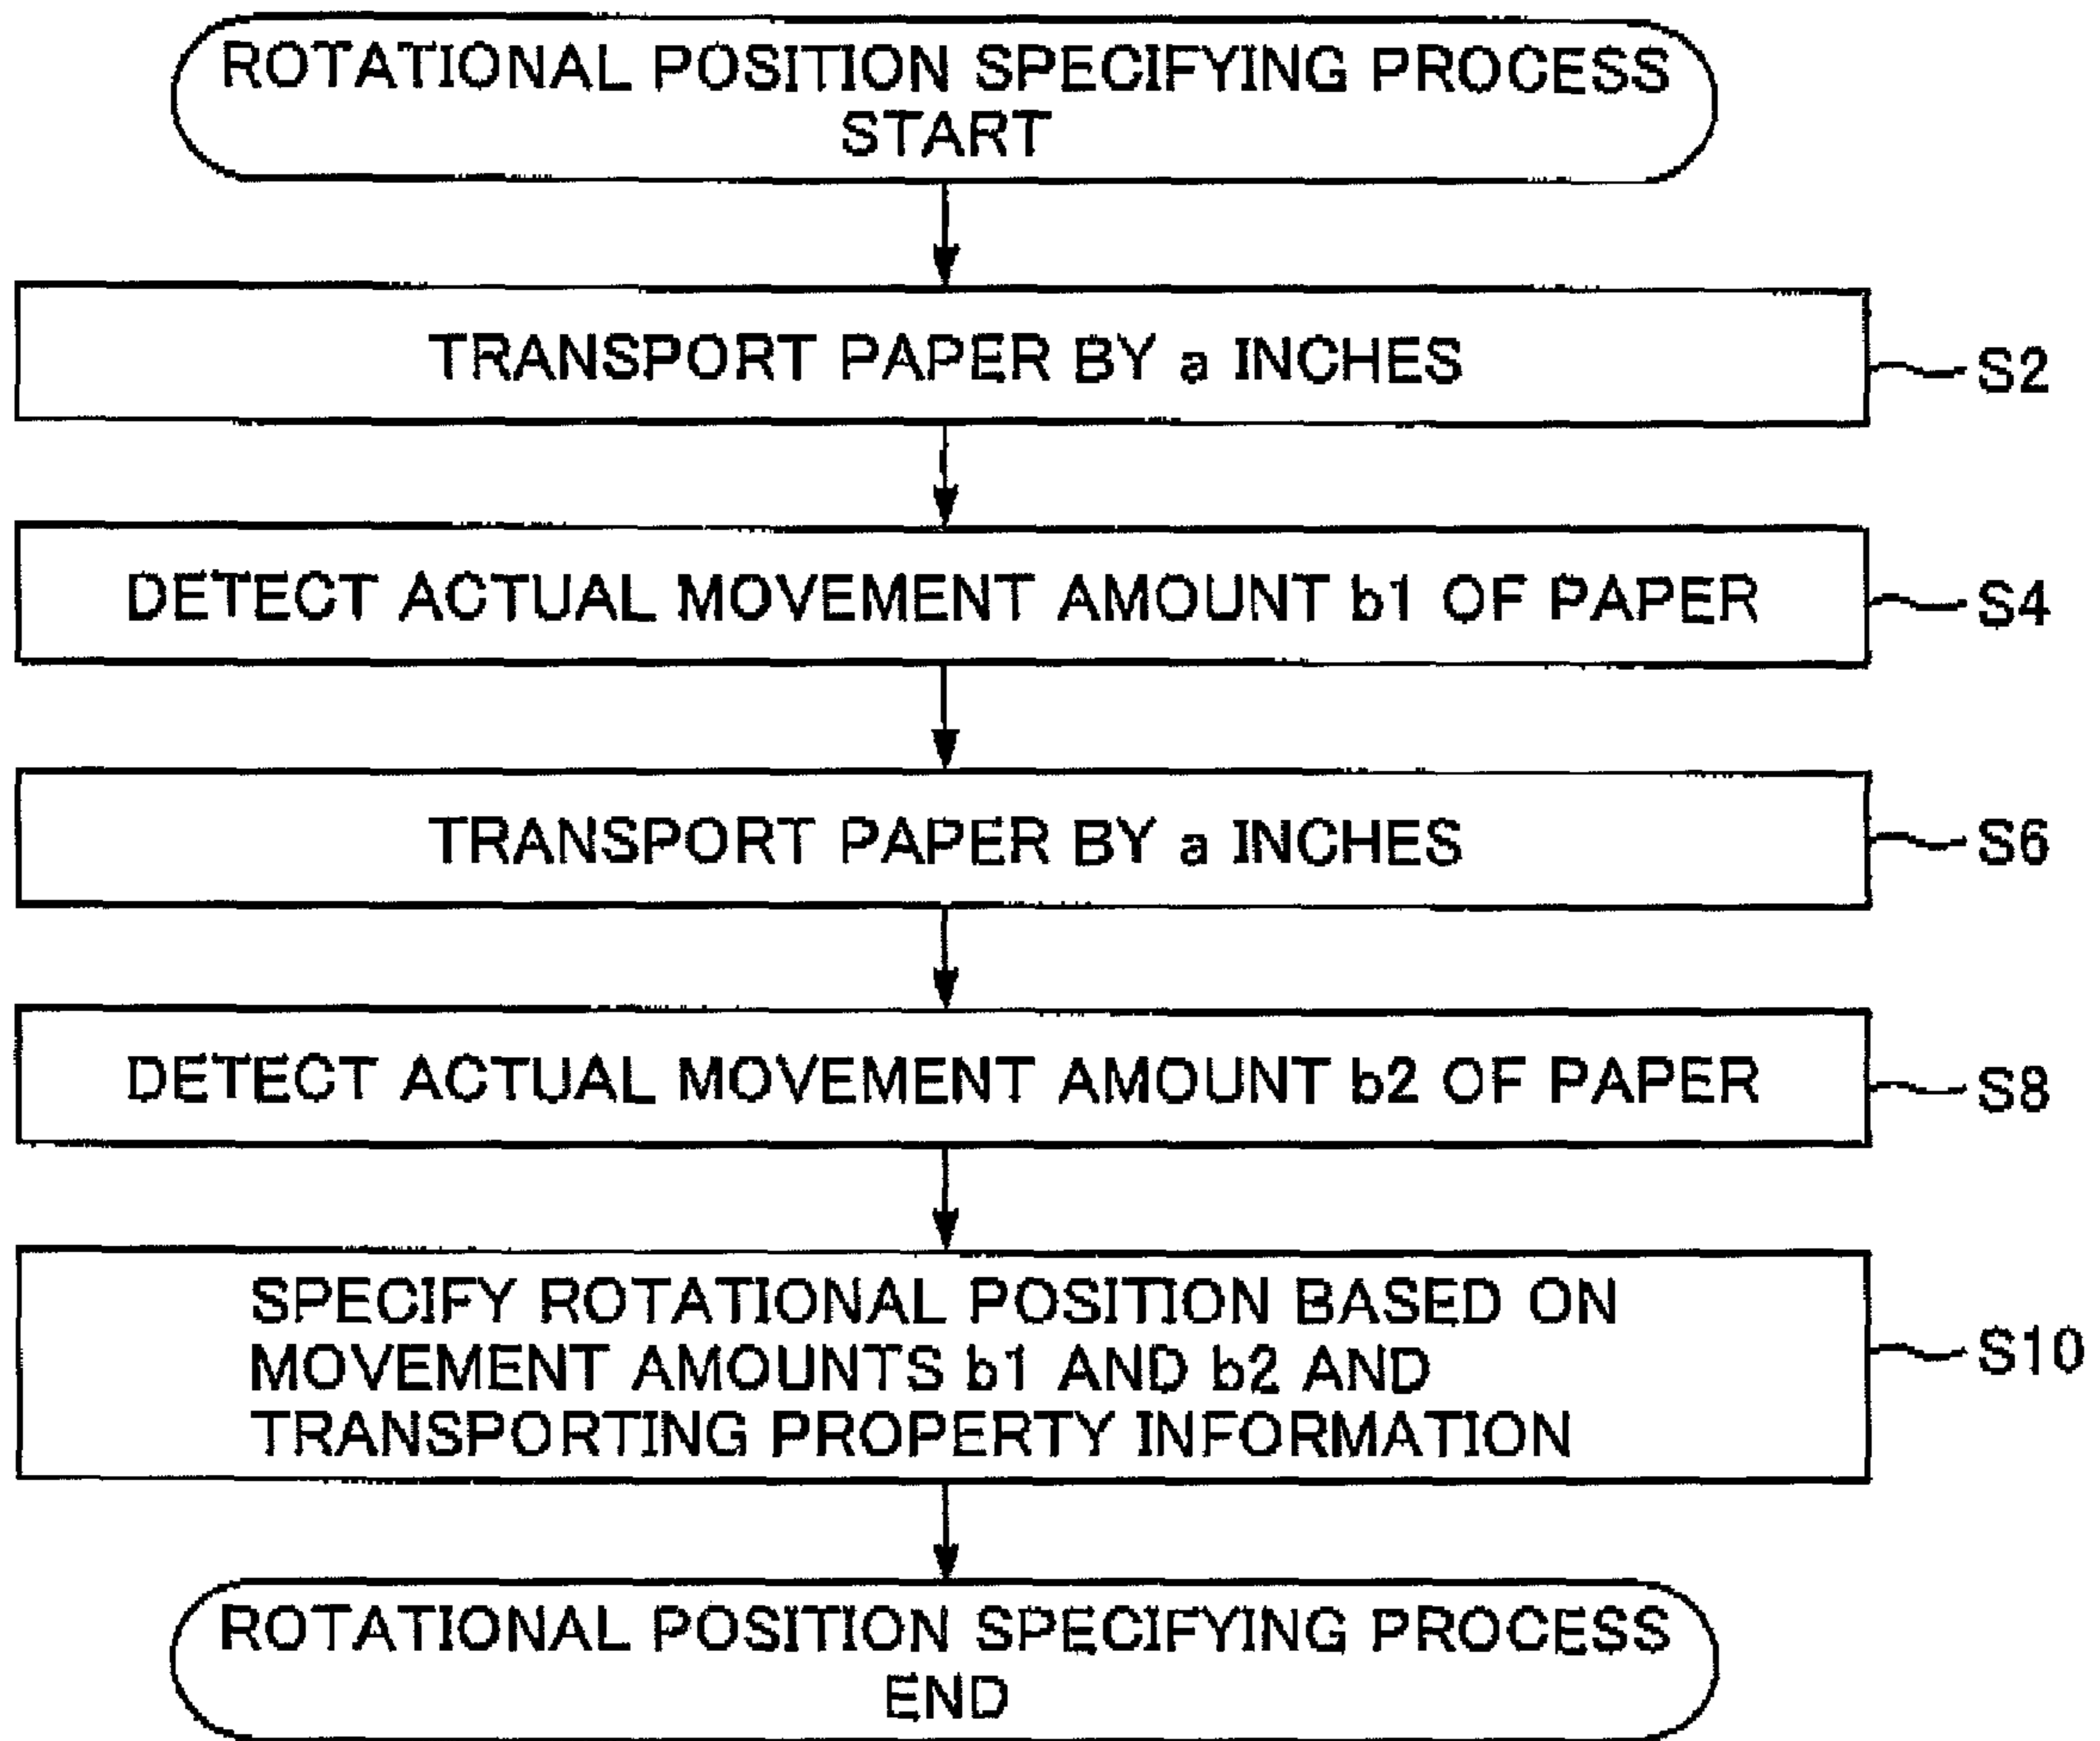 ROTATIONAL POSITION SPECIFYING PROCESS
START
TRANSPORT PAPER BY a INCHES
S2
DETECT ACTUAL MOVEMENT AMOUNT b1 OF PAPER
S4
TRANSPORT PAPER BY a INCHES
S6
DETECT ACTUAL MOVEMENT AMOUNT b2 OF PAPER
S8
SPECIFY ROTATIONAL POSITION BASED ON
MOVEMENT AMOUNTS b1 AND b2 AND
TRANSPORTING PROPERTY INFORMATION
S10
ROTATIONAL POSITION SPECIFYING PROCESS
END